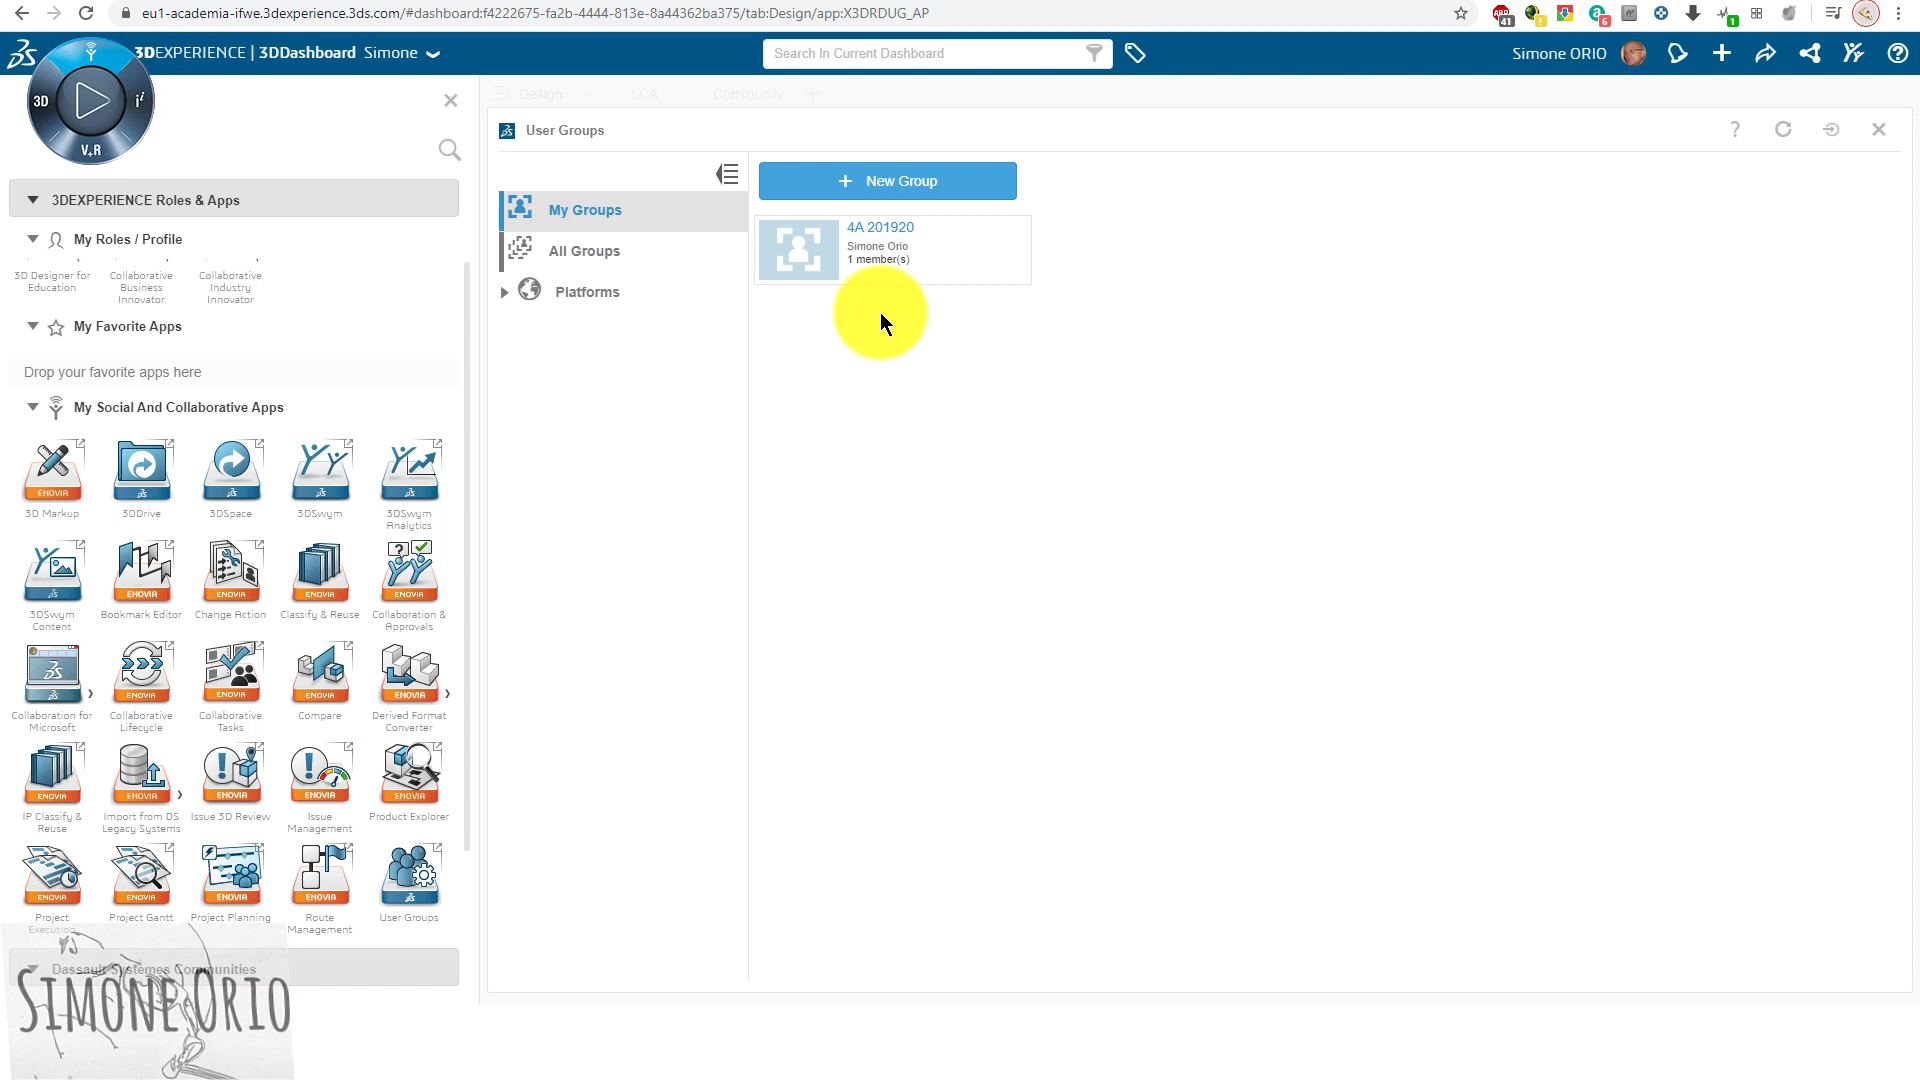 eu1-academia-ifwe.3dexperience.3ds.com/#dashboard:f4222675-fa2b-4444-813e-8a44362ba375/tab:Design/app:X3DRDUG_AP
3DEXPERIENCE | 3DDashboard Simone
Search In Current Dashboard
Simone ORIO
3D
i²
V+R
Design
LCA
Community
3DEXPERIENCE Roles & Apps
My Roles / Profile
3D Designer for Education
Collaborative Business Innovator
Collaborative Industry Innovator
My Favorite Apps
Drop your favorite apps here
My Social And Collaborative Apps
3D Markup
3DDrive
3DSpace
3DSwym
3DSwym Analytics
3DSwym Content
Bookmark Editor
Change Action
Classify & Reuse
Collaboration & Approvals
Collaboration for Microsoft
Collaborative Lifecycle
Collaborative Tasks
Compare
Derived Format Converter
IP Classify & Reuse
Import from DS Legacy Systems
Issue 3D Review
Issue Management
Product Explorer
Project Execution
Project Gantt
Project Planning
Route Management
User Groups
Dassault Systèmes Communities
SIMONE ORIO
User Groups
My Groups
All Groups
Platforms
+ New Group
4A 201920
Simone Orio
1 member(s)